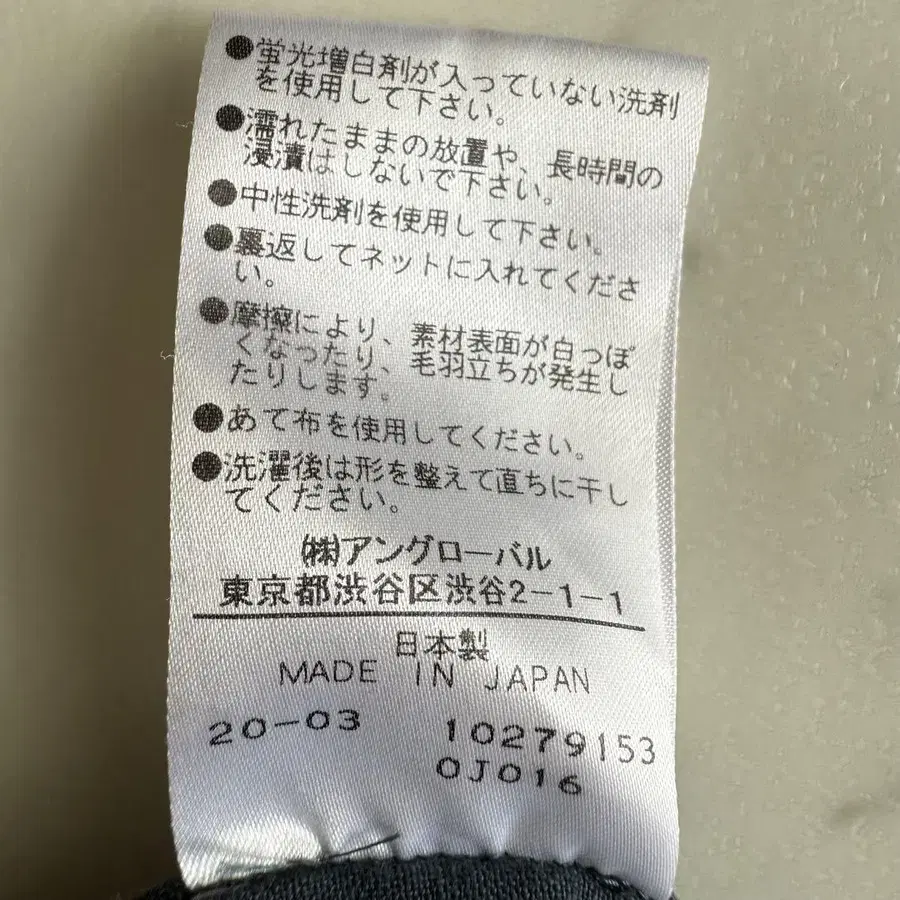 ●蛍光増白剤が入っていない洗剤
を使用して下さい。
●濡れたままの放置や、長時間の
浸漬はしないで下さい。
●中性洗剤を使用して下さい。
●裏返してネットに入れてくださ
い。
●摩擦により、素材表面が白っぽ
くなったり、毛羽立ちが発生し
たりします。
●あて布を使用してください。
●洗濯後は形を整えて直ちに干し
てください。
㈱アングローバル
東京都渋谷区渋谷2-1-1
日本製
MADE IN JAPAN
20-03 10279153
0J016